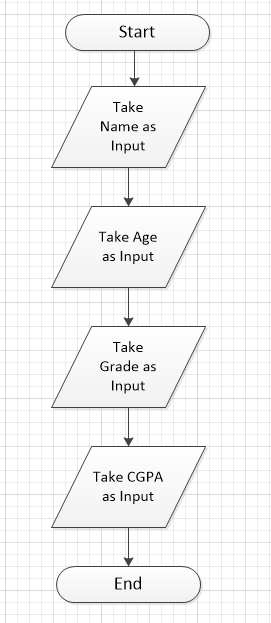 Start
Take
Name as
Input
Take Age
as Input
Take
Grade as
Input
Take CGPA
as Input
End